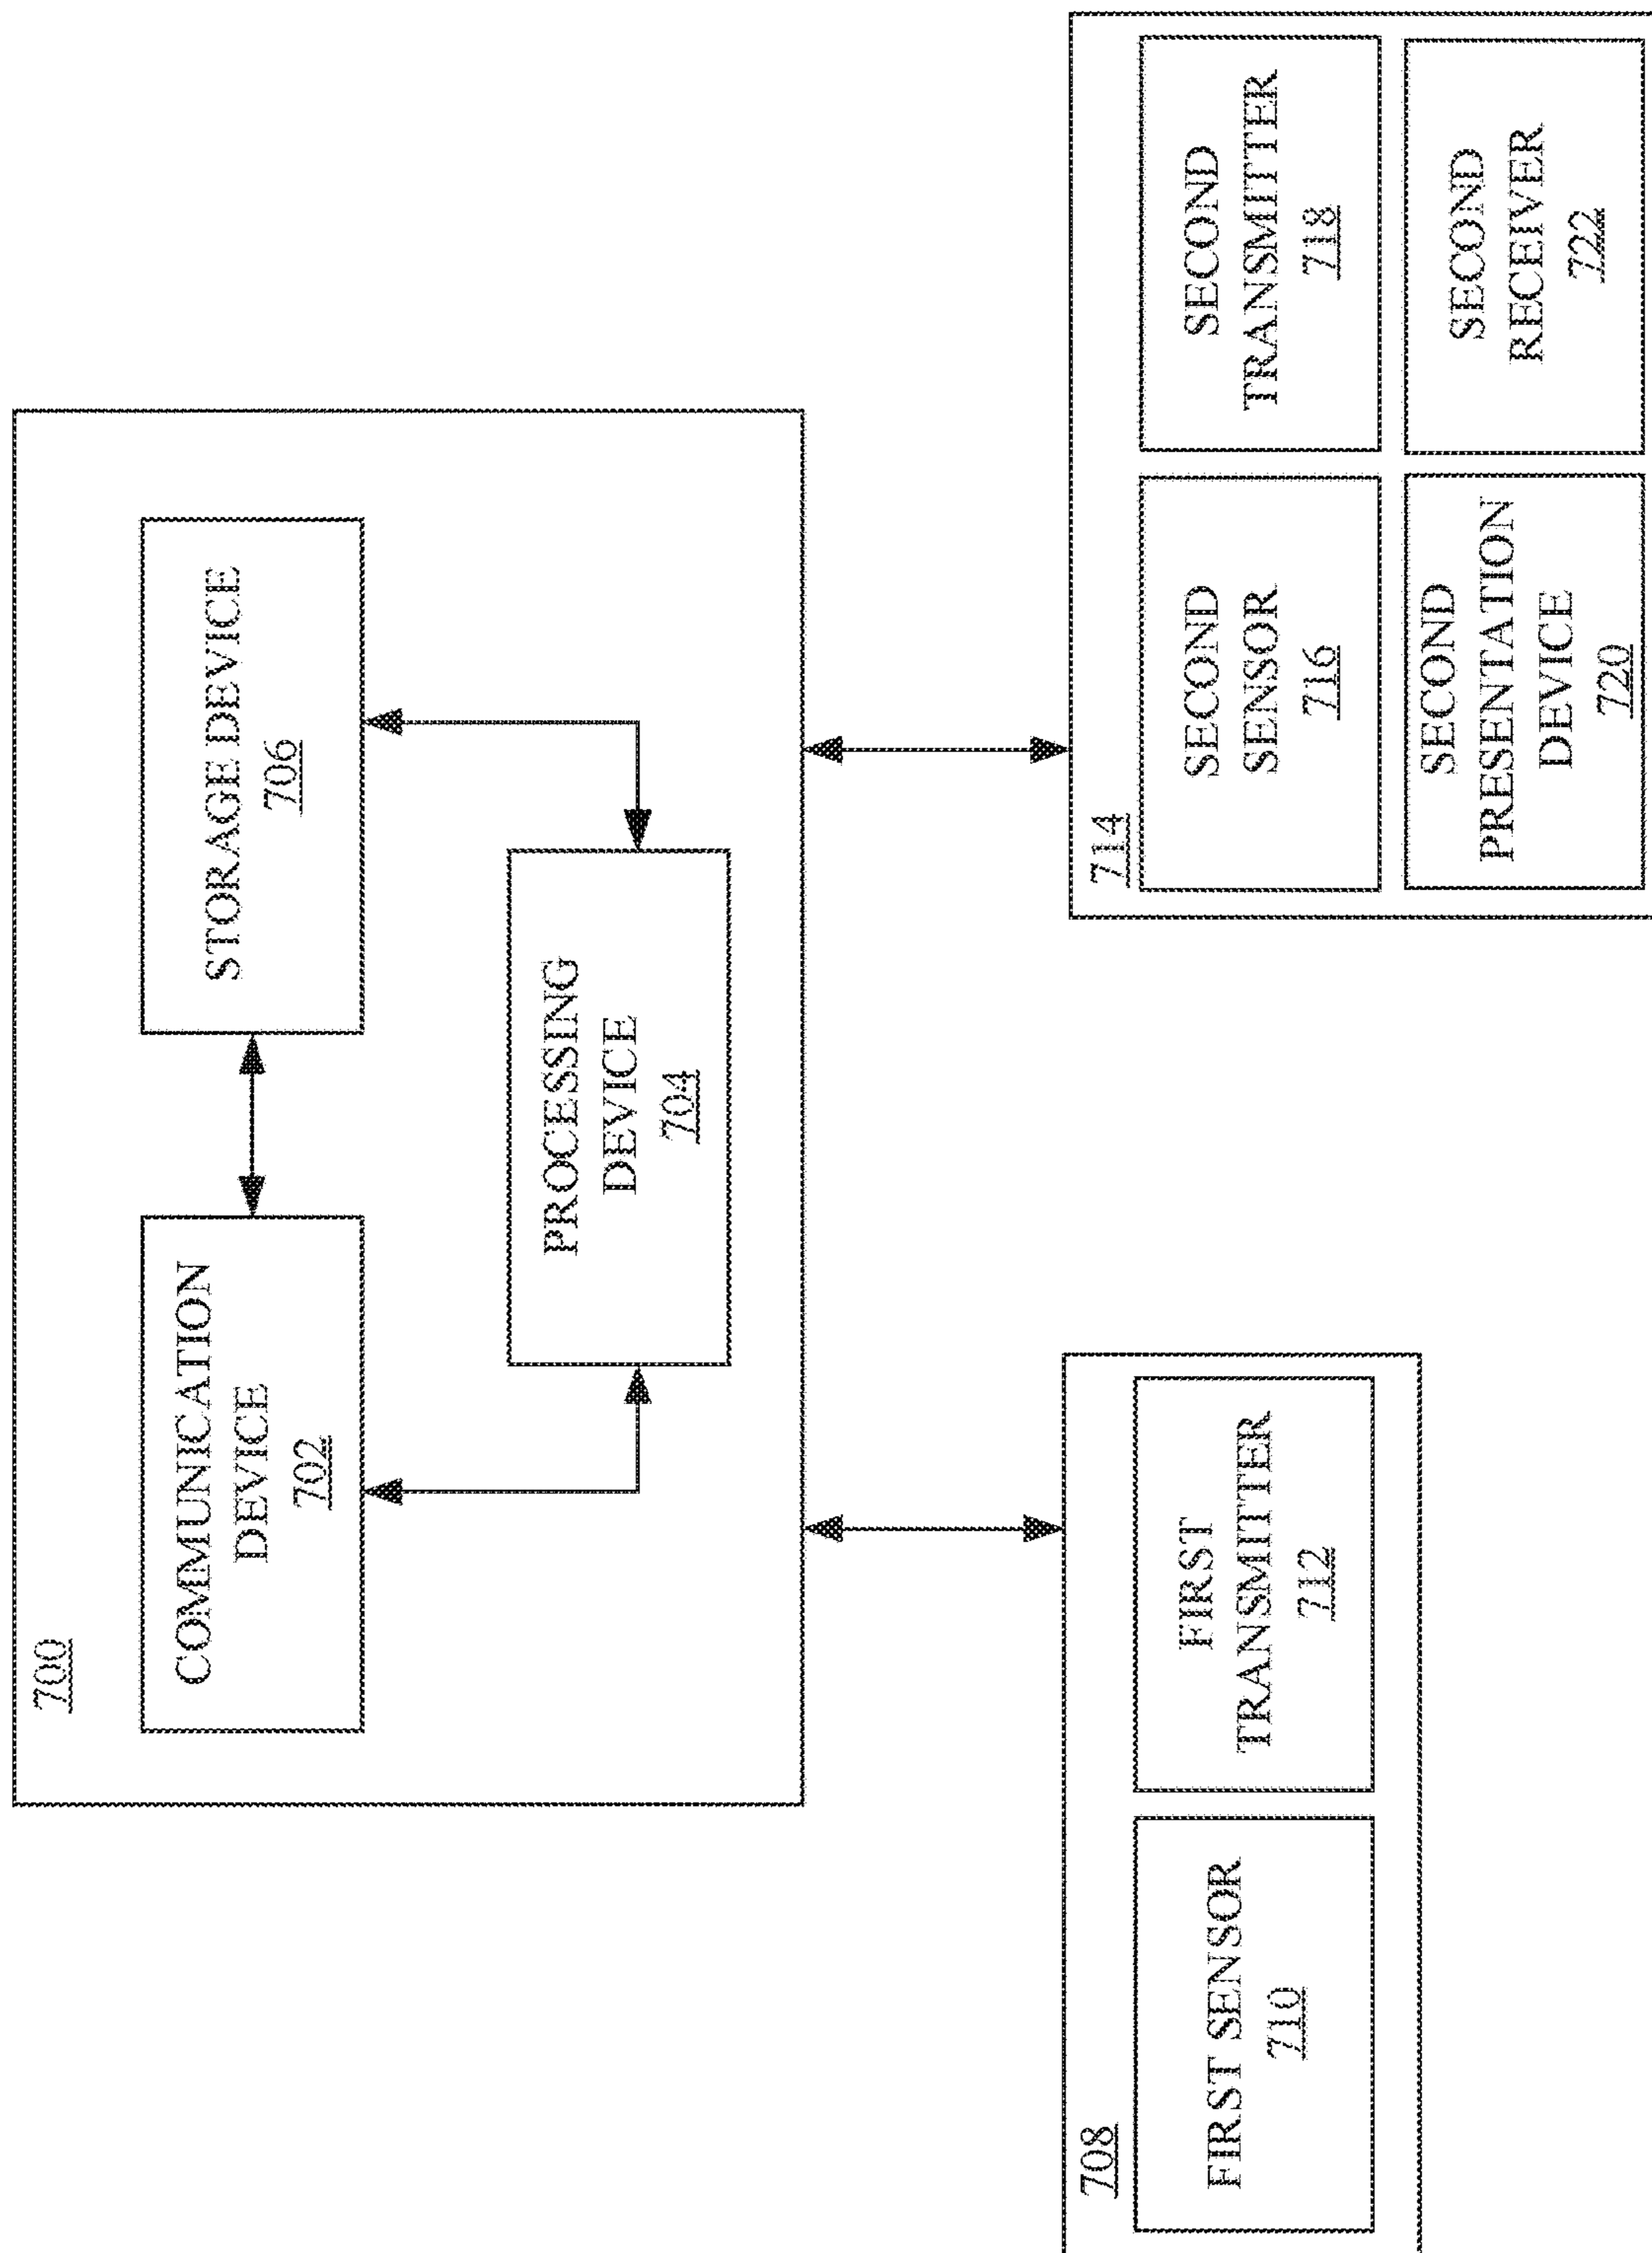 700
COMMUNICATION
DEVICE
702
STORAGE DEVICE
706
PROCESSING
DEVICE
704
708
FIRST SENSOR
710
FIRST
TRANSMITTER
712
714
SECOND
SENSOR
716
SECOND
TRANSMITTER
718
SECOND
PRESENTATION
DEVICE
720
SECOND
RECEIVER
722